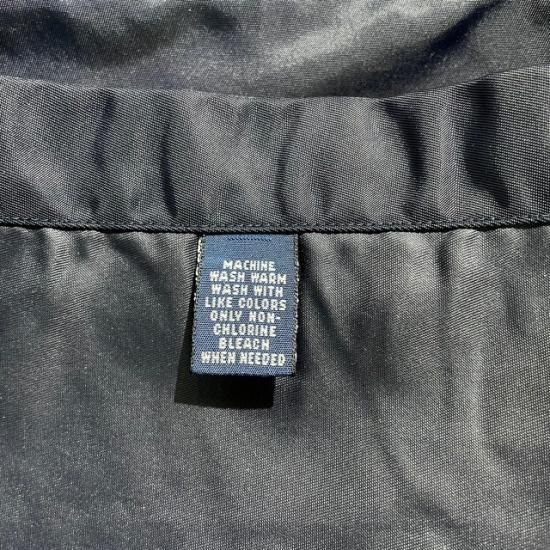 MACHINE
WASH WARM
WASH WITH
LIKE COLORS
ONLY NON-
CHLORINE
BLEACH
WHEN NEEDED